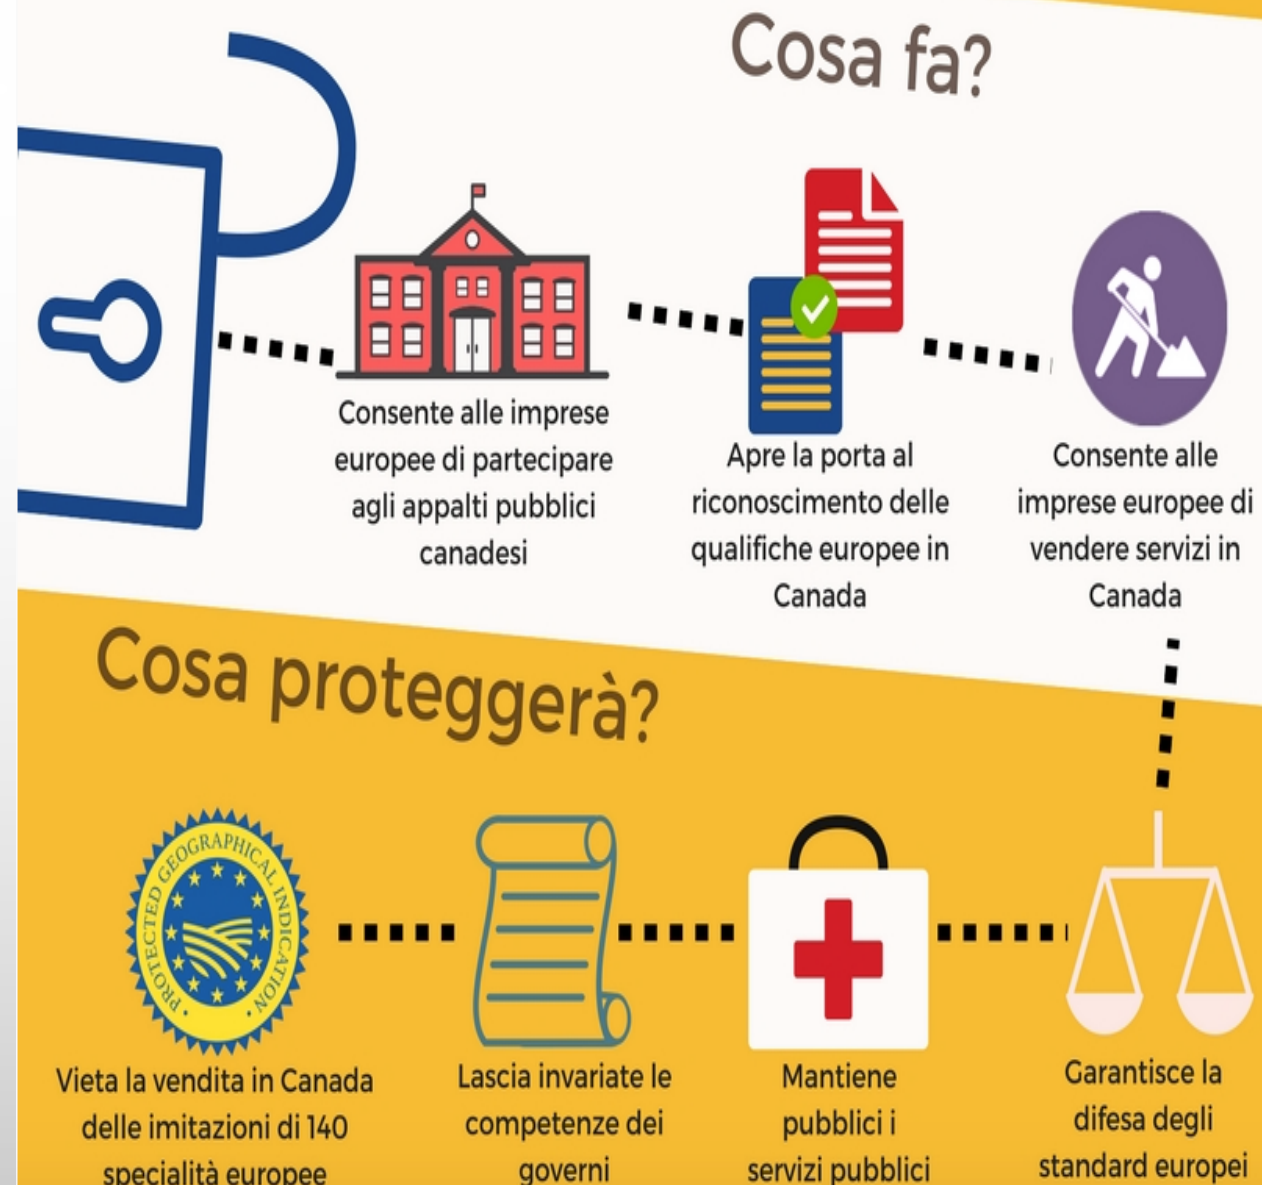 Cosa fa?
Consente alle imprese
europee di partecipare
agli appalti pubblici
canadesi
Apre la porta al
riconoscimento delle
qualifiche europee in
Canada
Consente alle
imprese europee di
vendere servizi in
Canada
Cosa proteggerà?
PROTECTED GEOGRAPHICAL INDICATION
Vieta la vendita in Canada
delle imitazioni di 140
specialità europee
Lascia invariate le
competenze dei
governi
Mantiene
pubblici i
servizi pubblici
Garantisce la
difesa degli
standard europei